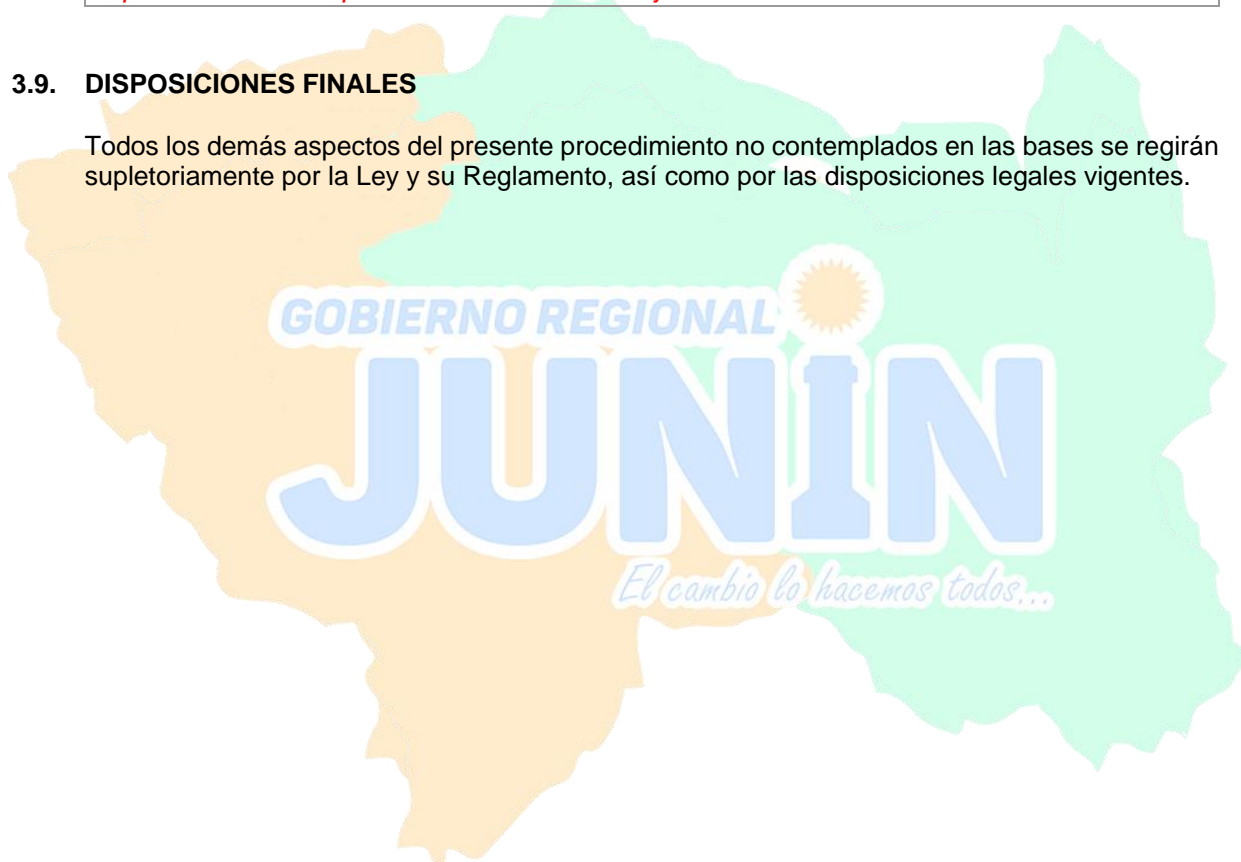 3.9. DISPOSICIONES FINALES
Todos los demás aspectos del presente procedimiento no contemplados en las bases se regirán
supletoriamente por la Ley y su Reglamento, así como por las disposiciones legales vigentes.
GOBIERNO REGIONAL
JUNÍN
El cambio lo hacemos todos...